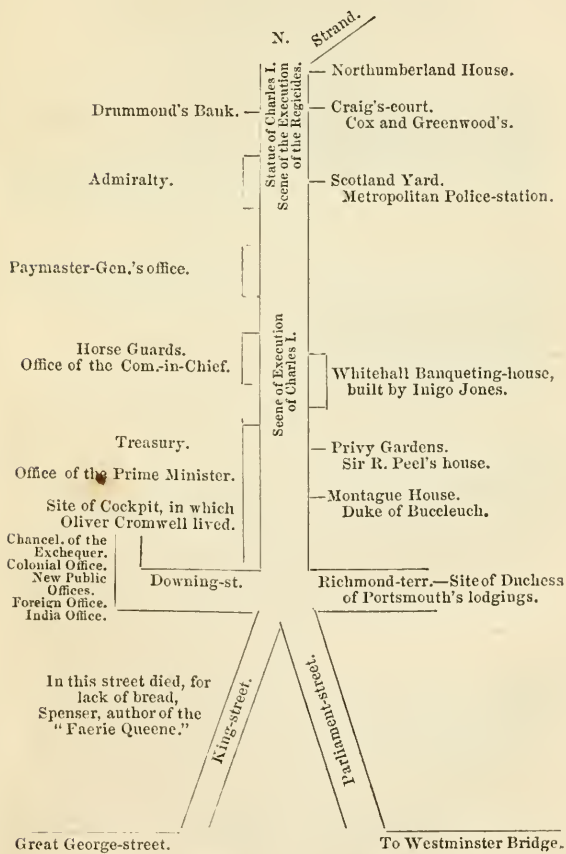 N.
Strand.
Statue of Charles I.
Scene of the Execution
of the Regicides.
Northumberland House.
Drummond's Bank.
Craig's-court.
Cox and Greenwood's.
Admiralty.
Scotland Yard.
Metropolitan Police-station.
Paymaster-Gen.'s office.
Horse Guards.
Office of the Com.-in-Chief.
Scene of Execution
of Charles I.
Whitehall Banqueting-house,
built by Inigo Jones.
Treasury.
Office of the Prime Minister.
Privy Gardens.
Sir R. Peel's house.
Site of Cockpit, in which
Oliver Cromwell lived.
Montague House.
Duke of Buccleuch.
Chancel. of the
Exchequer.
Colonial Office.
New Public
Offices.
Foreign Office.
India Office.
Downing-st.
Richmond-terr.—Site of Duchess
of Portsmouth's lodgings.
In this street died, for
lack of bread,
Spenser, author of the
"Faerie Queene."
King-street.
Parliament-street.
Great George-street.
To Westminster Bridge.